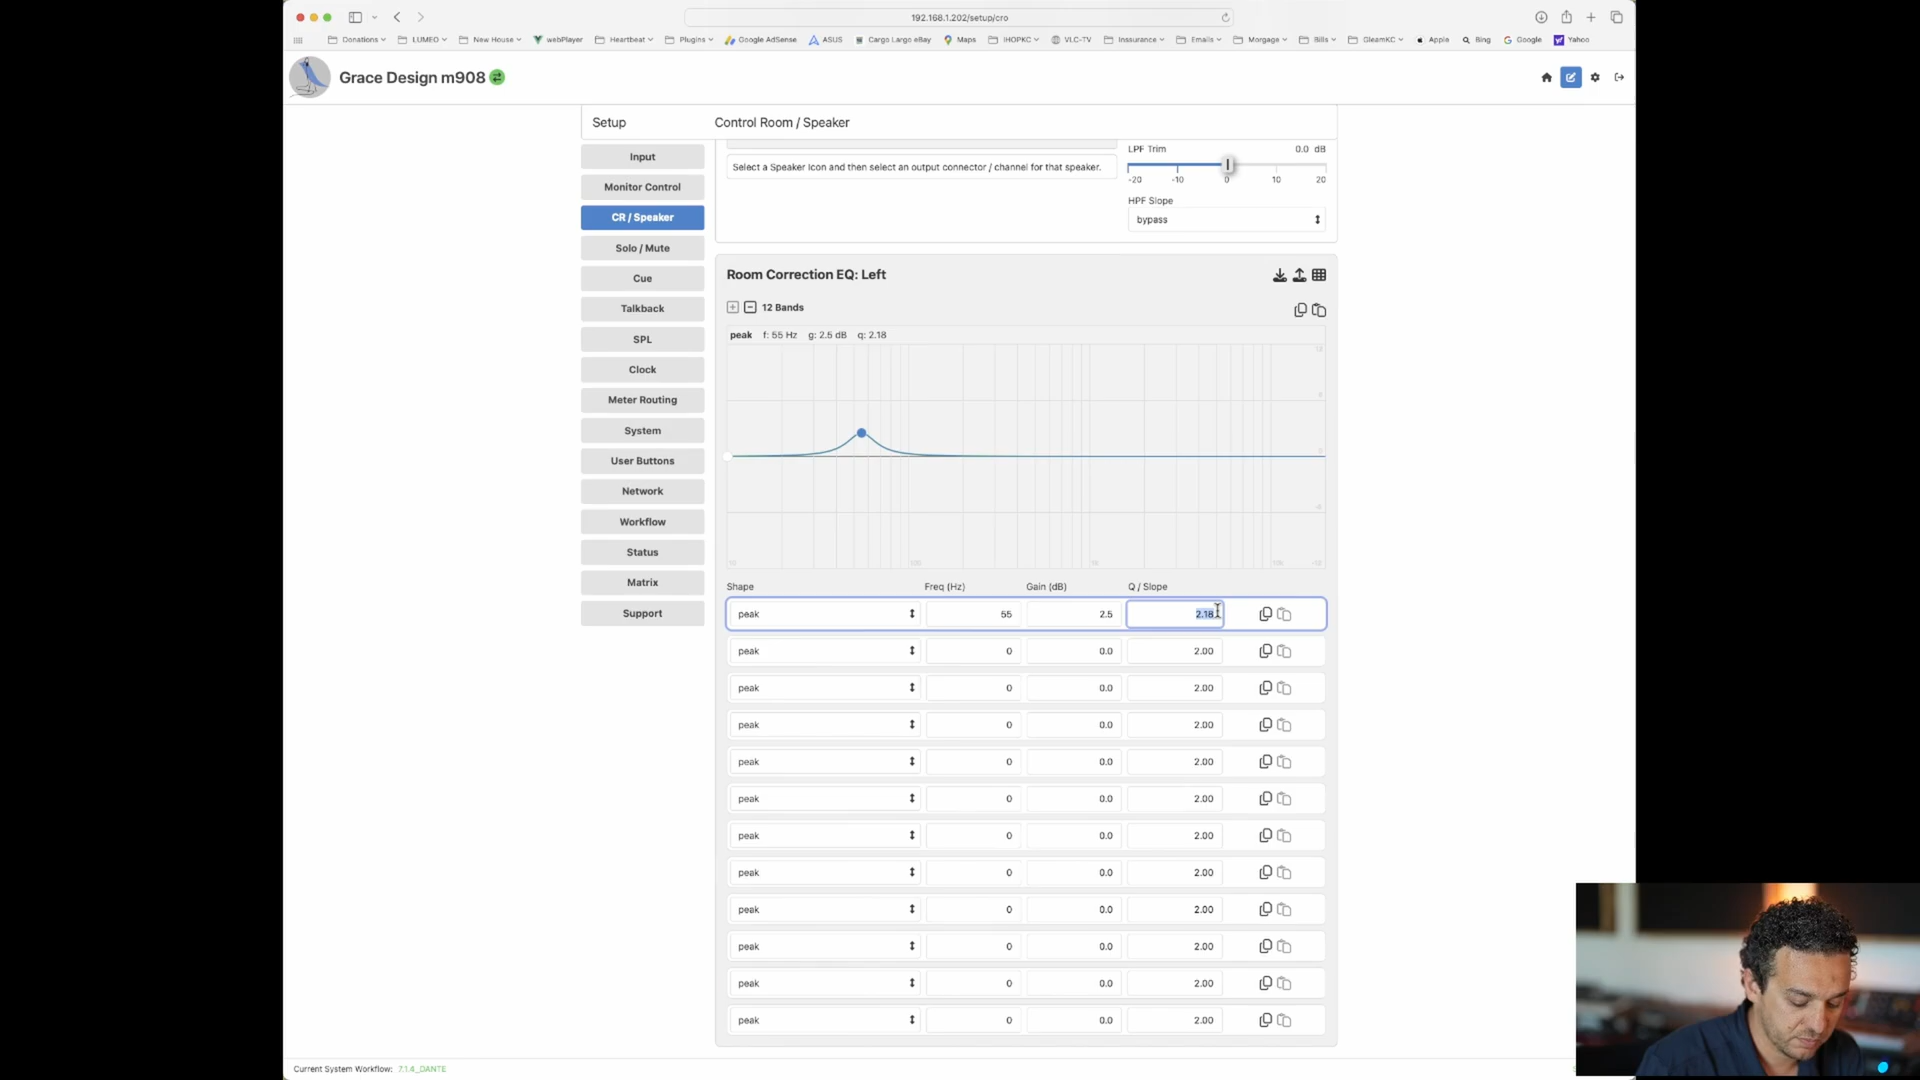 192.168.1.202/setup/cro
Donations LUMEO New House webPlayer Heartbeat Plugins Google AdSense ASUS Cargo Largo eBay Maps IHOPKC VLC-TV Inssurance Emails Morgage Bills GleamKC Apple Bing Google Yahoo
Grace Design m908
Setup
Control Room / Speaker
Input
Monitor Control
CR / Speaker
Solo / Mute
Cue
Talkback
SPL
Clock
Meter Routing
System
User Buttons
Network
Workflow
Status
Matrix
Support
Select a Speaker icon and then select an output connector / channel for that speaker.
LPF Trim 0.0 dB
-20 -10 0 10 20
HPF Slope
bypass
Room Correction EQ: Left
12 Bands
peak f: 55 Hz g: 2.5 dB q: 2.18
Shape Freq (Hz) Gain (dB) Q / Slope
peak 55 2.5 2.18
peak 0 0.0 2.00
peak 0 0.0 2.00
peak 0 0.0 2.00
peak 0 0.0 2.00
peak 0 0.0 2.00
peak 0 0.0 2.00
peak 0 0.0 2.00
peak 0 0.0 2.00
peak 0 0.0 2.00
peak 0 0.0 2.00
peak 0 0.0 2.00
Current System Workflow: 7.1.4_DANTE